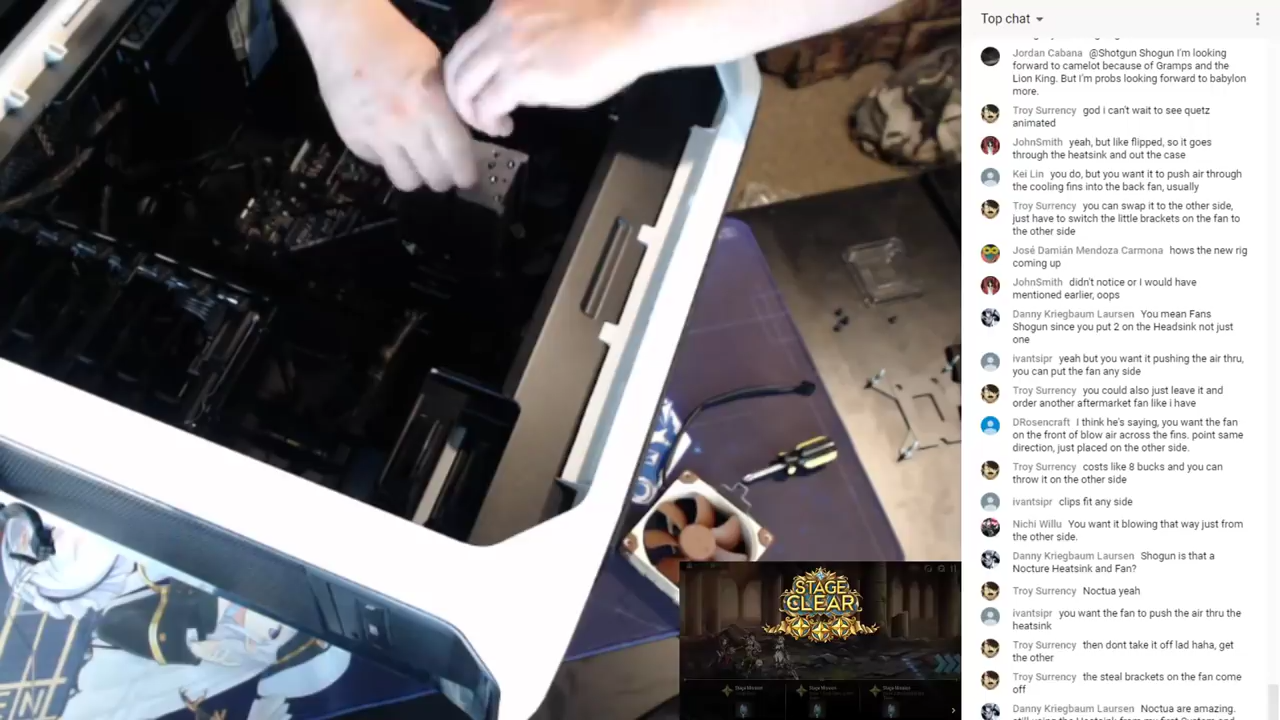 Top chat
Jordan Cabana @Shotgun Shogun I'm looking
forward to camelot because of Gramps and the
Lion King. But I'm probs looking forward to babylon
more.
Troy Surrency god i can't wait to see quetz
animated
JohnSmith yeah, but like flipped, so it goes
through the heatsink and out the case
Kei Lin you do, but you want it to push air through
the cooling fins into the back fan, usually
Troy Surrency you can swap it to the other side,
just have to switch the little brackets on the fan to
the other side
José Damián Mendoza Carmona hows the new rig
coming up
JohnSmith didn't notice or I would have
mentioned earlier, oops
Danny Kriegbaum Laursen You mean Fans
Shogun since you put 2 on the Headsink not just
one
ivantsipr yeah but you want it pushing the air thru,
you can put the fan any side
Troy Surrency you could also just leave it and
order another aftermarket fan like i have
DRosencraft I think he's saying, you want the fan
on the front of blow air across the fins. point same
direction, just placed on the other side.
Troy Surrency costs like 8 bucks and you can
throw it on the other side
ivantsipr clips fit any side
Nichi Willu You want it blowing that way just from
the other side.
Danny Kriegbaum Laursen Shogun is that a
Nocture Heatsink and Fan?
Troy Surrency Noctua yeah
ivantsipr you want the fan to push the air thru the
heatsink
Troy Surrency then dont take it off lad haha, get
the other
Troy Surrency the steal brackets on the fan come
off
Danny Kriegbaum Laursen Noctua are amazing.
STAGE
CLEAR
Stage Mission
Stage Mission
Stage Mission